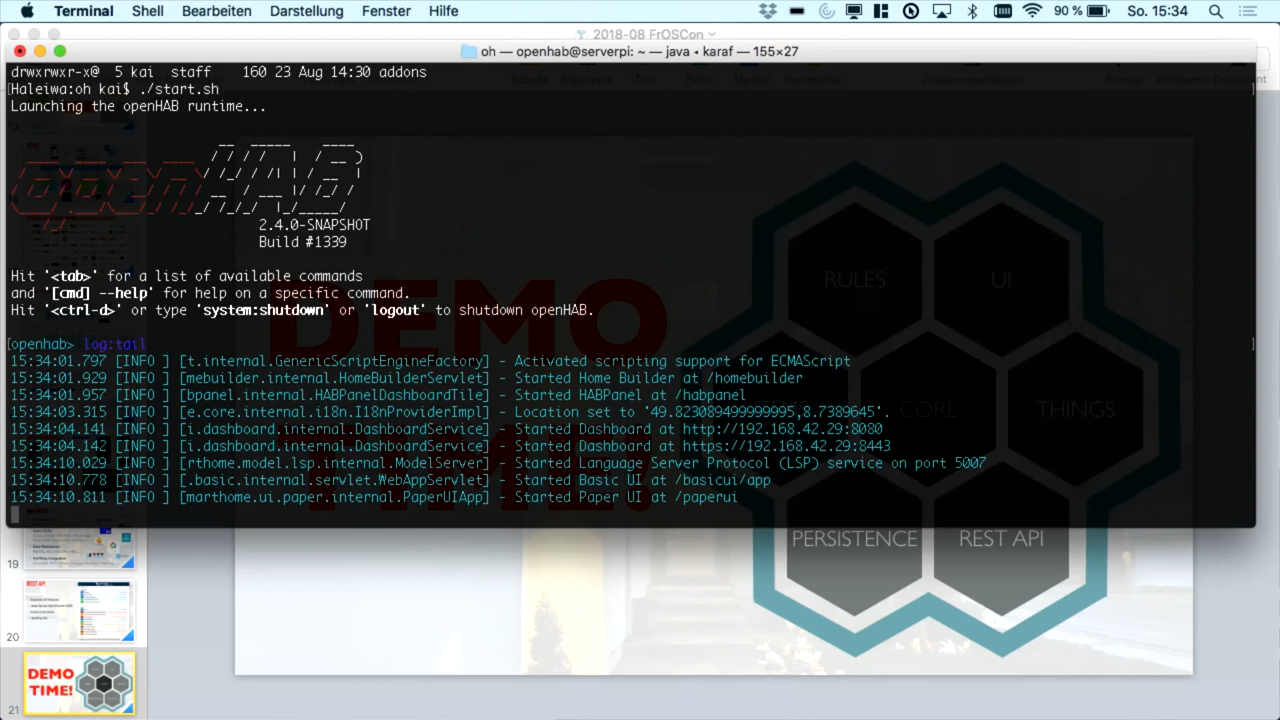 Terminal Shell Bearbeiten Darstellung Fenster Hilfe 90 % So. 15:34
2018-08 FrOSCon
oh — openhab@serverpi: ~ — java ◂ karaf — 155×27
drwxrwxr-x@ 5 kai staff 160 23 Aug 14:30 addons
[Haleiwa:oh kai$ ./start.sh ]
Launching the openHAB runtime...
openHAB
2.4.0-SNAPSHOT
Build #1339
Hit '<tab>' for a list of available commands
and '[cmd] --help' for help on a specific command.
Hit '<ctrl-d>' or type 'system:shutdown' or 'logout' to shutdown openHAB.
[openhab> log:tail ]
15:34:01.797 [INFO ] [t.internal.GenericScriptEngineFactory] - Activated scripting support for ECMAScript
15:34:01.929 [INFO ] [mebuilder.internal.HomeBuilderServlet] - Started Home Builder at /homebuilder
15:34:01.957 [INFO ] [bpanel.internal.HABPanelDashboardTile] - Started HABPanel at /habpanel
15:34:03.315 [INFO ] [e.core.internal.i18n.I18nProviderImpl] - Location set to '49.823089499999995,8.7389645'.
15:34:04.141 [INFO ] [i.dashboard.internal.DashboardService] - Started Dashboard at http://192.168.42.29:8080
15:34:04.142 [INFO ] [i.dashboard.internal.DashboardService] - Started Dashboard at https://192.168.42.29:8443
15:34:10.029 [INFO ] [rthome.model.lsp.internal.ModelServer] - Started Language Server Protocol (LSP) service on port 5007
15:34:10.778 [INFO ] [.basic.internal.servlet.WebAppServlet] - Started Basic UI at /basicui/app
15:34:10.811 [INFO ] [marthome.ui.paper.internal.PaperUIApp] - Started Paper UI at /paperui
DEMO
TIME!
RULES UI
CORE THINGS
PERSISTENCE REST API
19
20
REST API
21
DEMO
TIME!